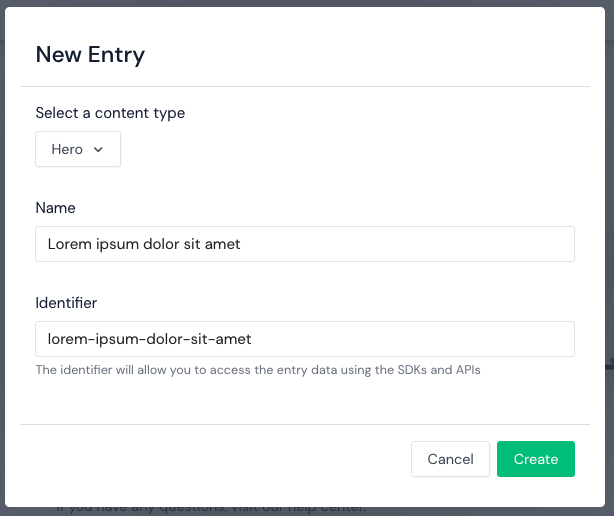 New Entry
Select a content type
Hero
Name
Lorem ipsum dolor sit amet
Identifier
lorem-ipsum-dolor-sit-amet
The identifier will allow you to access the entry data using the SDKs and APIs
Cancel
Create
If you have any questions, visit our help center.